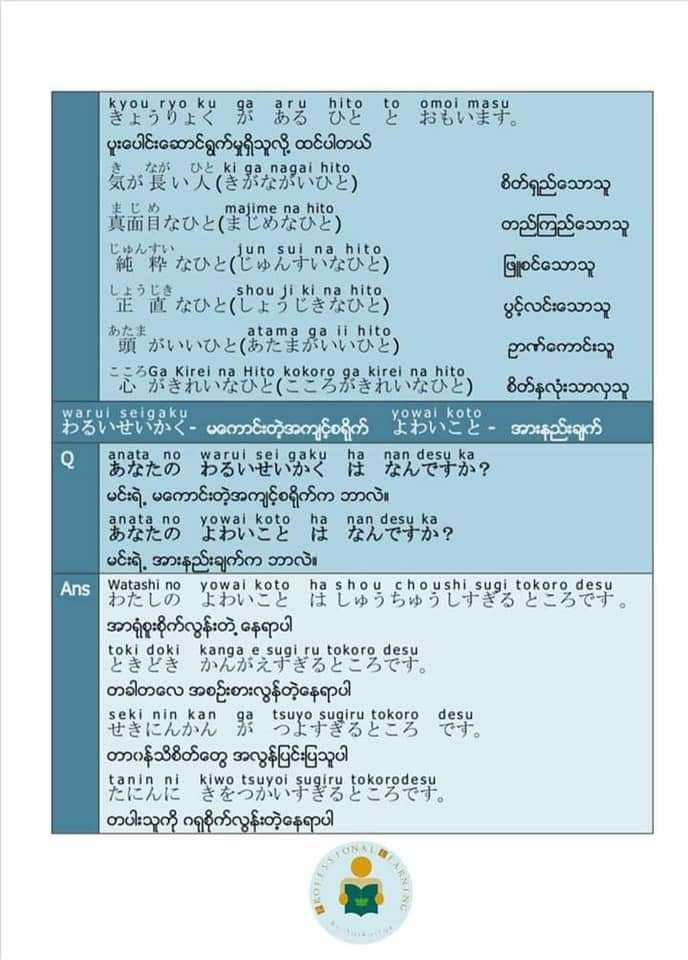 kyou ryo ku ga aru hito to omoi masu
きょうりょく が ある ひと と おもいます。
ပူးပေါင်းဆောင်ရွက်မှုရှိသူလို့ ထင်ပါတယ်
き なが ひと ki ga nagai hito
気が長い人(きがながいひと) စိတ်ရှည်သောသူ
まじめ majime na hito
真面目なひと(まじめなひと) တည်ကြည်သောသူ
じゅんすい jun sui na hito
純粋なひと(じゅんすいなひと) ဖြူစင်သောသူ
しょうじき shou ji ki na hito
正直なひと(しょうじきなひと) ပွင့်လင်းသောသူ
あたま atama ga ii hito
頭がいいひと(あたまがいいひと) ဉာဏ်ကောင်းသူ
こころ Ga Kirei na Hito kokoro ga kirei na hito
心がきれいなひと(こころがきれいなひと) စိတ်နှလုံးသာလှသူ
warui seigaku yowai koto
わるいせいかく- မကောင်းတဲ့အကျင့်စရိုက် よわいこと - အားနည်းချက်
Q
anata no warui sei gaku ha nan desu ka
あなたの わるいせいかく は なんですか?
မင်းရဲ့ မကောင်းတဲ့အကျင့်စရိုက်က ဘာလဲ။
anata no yowai koto ha nan desu ka
あなたの よわいこと は なんですか?
မင်းရဲ့ အားနည်းချက်က ဘာလဲ။
Ans
Watashi no yowai koto ha shou choushi sugi tokoro desu
わたしの よわいこと は しゅうちゅうしすぎる ところです。
အာရုံစူးစိုက်လွန်းတဲ့ နေရာပါ
toki doki kanga e sugi ru tokoro desu
ときどき かんがえすぎるところです。
တခါတလေ အစဉ်းစားလွန်တဲ့နေရာပါ
seki nin kan ga tsuyo sugiru tokoro desu
せきにんかん が つよすぎるところ です。
တာဝန်သိစိတ်တွေ အလွန်ပြင်းပြသူပါ
tanin ni kiwo tsuyoi sugiru tokorodesu
たにんに きをつかいすぎるところです。
တပါးသူကို ဂရုစိုက်လွန်းတဲ့နေရာပါ
PROFESSIONAL LEARNING